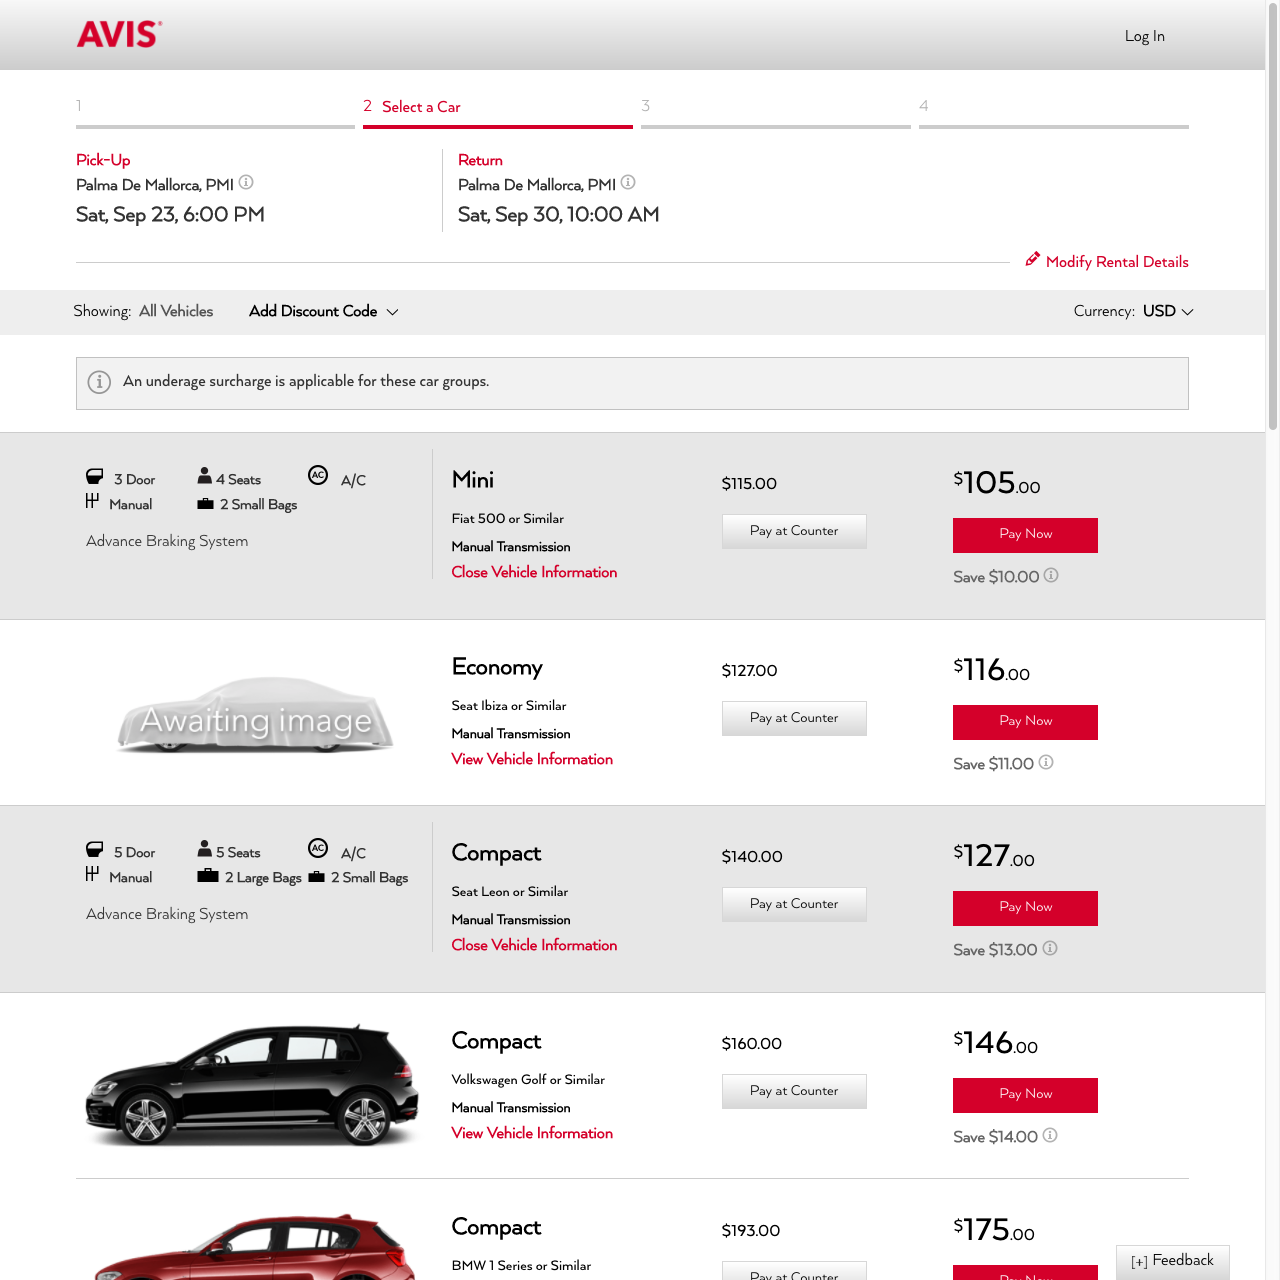 AVIS
Log In
1
2 Select a Car
3
4
Pick-Up
Palma De Mallorca, PMI
Sat, Sep 23, 6:00 PM
Return
Palma De Mallorca, PMI
Sat, Sep 30, 10:00 AM
Modify Rental Details
Showing: All Vehicles
Add Discount Code
Currency: USD
An underage surcharge is applicable for these car groups.
3 Door
4 Seats
AC A/C
Manual
2 Small Bags
Advance Braking System
Mini
Fiat 500 or Similar
Manual Transmission
Close Vehicle Information
$115.00
Pay at Counter
$105.00
Pay Now
Save $10.00
Awaiting image
Economy
Seat Ibiza or Similar
Manual Transmission
View Vehicle Information
$127.00
Pay at Counter
$116.00
Pay Now
Save $11.00
5 Door
5 Seats
AC A/C
Manual
2 Large Bags
2 Small Bags
Advance Braking System
Compact
Seat Leon or Similar
Manual Transmission
Close Vehicle Information
$140.00
Pay at Counter
$127.00
Pay Now
Save $13.00
Compact
Volkswagen Golf or Similar
Manual Transmission
View Vehicle Information
$160.00
Pay at Counter
$146.00
Pay Now
Save $14.00
Compact
BMW 1 Series or Similar
$193.00
Pay at Counter
$175.00
Pay Now
[+] Feedback